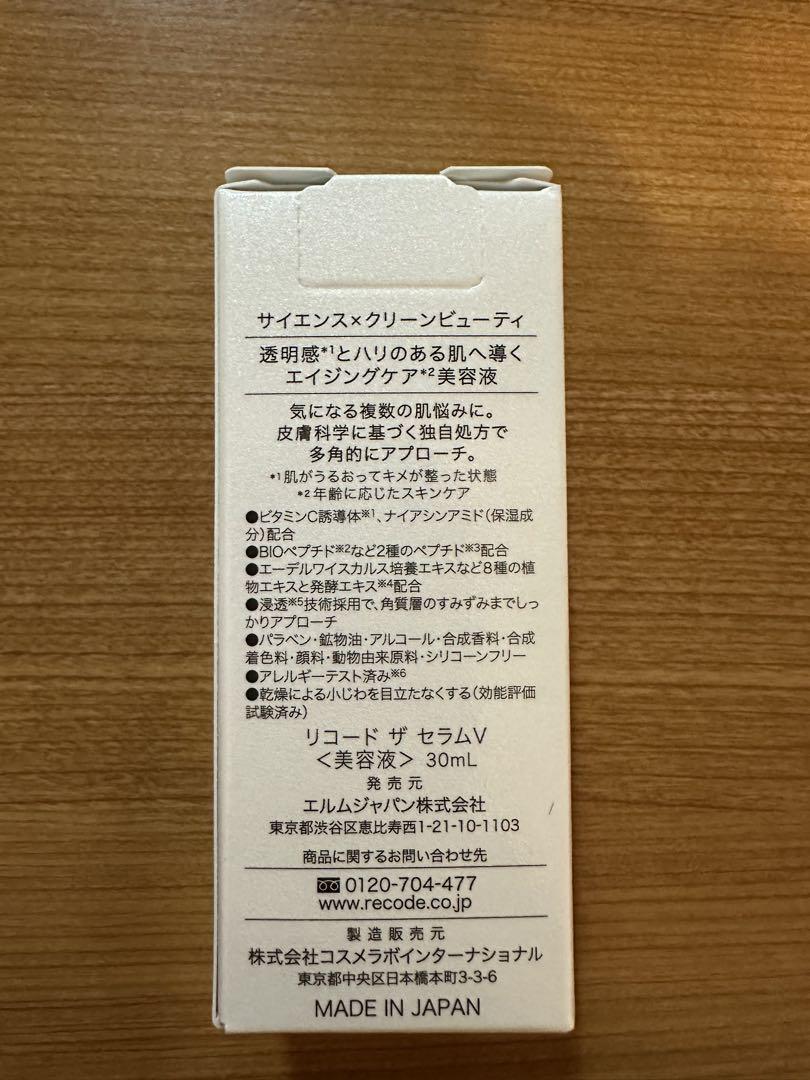 サイエンス×クリーンビューティ
透明感*1とハリのある肌へ導く
エイジングケア*2美容液
気になる複数の肌悩みに。
皮膚科学に基づく独自処方で
多角的にアプローチ。
*1肌がうるおってキメが整った状態
*2年齢に応じたスキンケア
●ビタミンC誘導体※1、ナイアシンアミド(保湿成
分)配合
●BIOペプチド※2など2種のペプチド※3配合
●エーデルワイスカルス培養エキスなど8種の植
物エキスと発酵エキス※4配合
●浸透※5技術採用で、角質層のすみずみまでしっ
かりアプローチ
●パラベン・鉱物油・アルコール・合成香料・合成
着色料・顔料・動物由来原料・シリコーンフリー
●アレルギーテスト済み※6
●乾燥による小じわを目立たなくする(効能評価
試験済み)
リコード ザ セラムV
<美容液> 30mL
発売元
エルムジャパン株式会社
東京都渋谷区恵比寿西1-21-10-1103
商品に関するお問い合わせ先
0120-704-477
www.recode.co.jp
製造販売元
株式会社コスメラボインターナショナル
東京都中央区日本橋本町3-3-6
MADE IN JAPAN